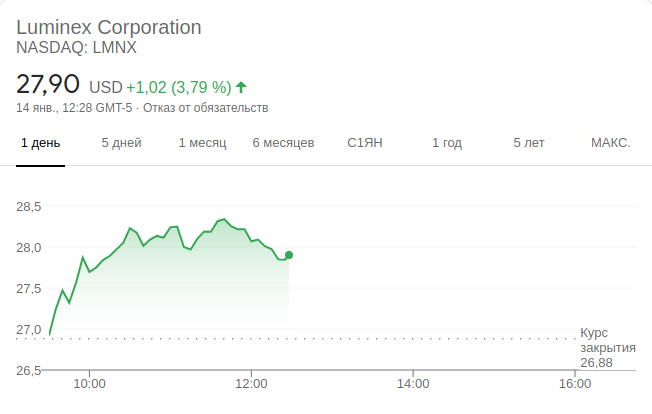 Luminex Corporation
NASDAQ: LMNX
27,90 USD +1,02 (3,79 %)
14 янв., 12:28 GMT-5 · Отказ от обязательств
1 день 5 дней 1 месяц 6 месяцев С1ЯН 1 год 5 лет МАКС.
28,5
28,0
27,5
27,0
Курс
закрытия
26,88
26,5
10:00 12:00 14:00 16:00